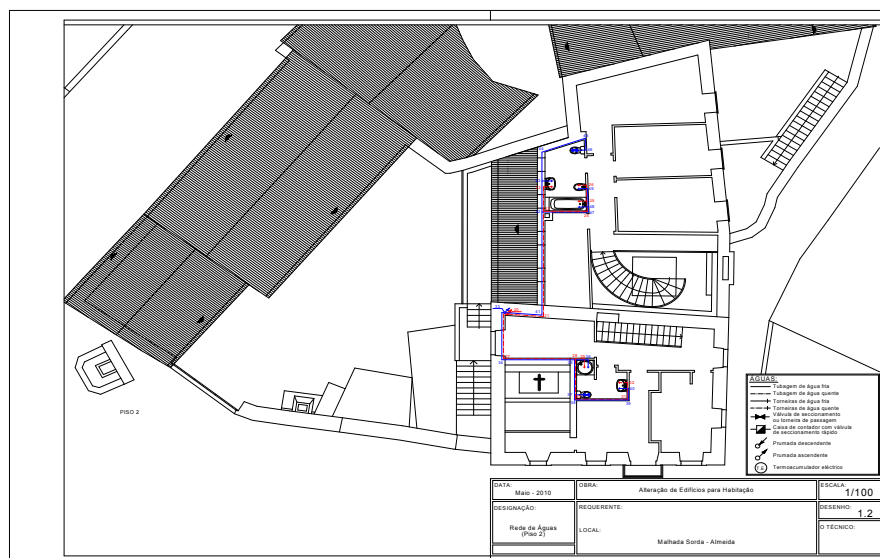 PISO 2
ÁGUAS:
Tubagem de água fria
Tubagem de água quente
Torneiras de água fria
Torneiras de água quente
Válvula de seccionamento
ou torneira de passagem
Caixa de contador com válvula
de seccionamento rápido
Prumada descendente
Prumada ascendente
T.E.
Termoacumulador eléctrico
DATA:
Maio - 2010
OBRA:
Alteração de Edifícios para Habitação
ESCALA:
1/100
DESIGNAÇÃO:
Rede de Águas
(Piso 2)
REQUERENTE:
LOCAL:
Malhada Sorda - Almeida
DESENHO:
1.2
O TÉCNICO: